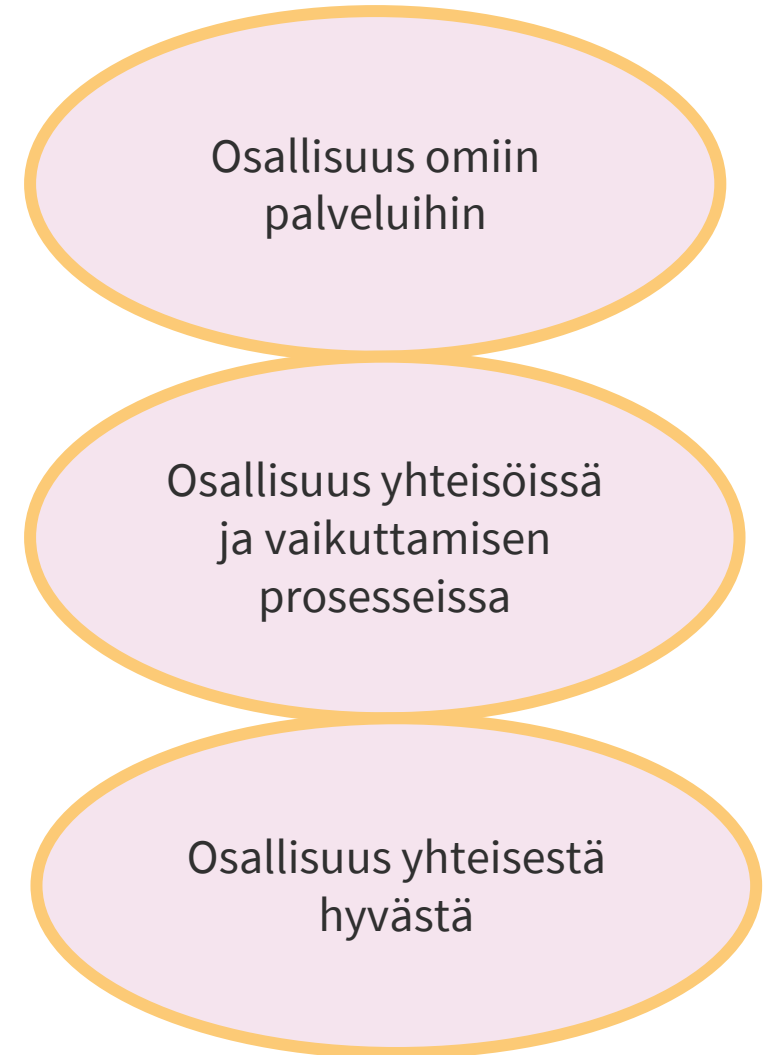 Osallisuus omiin
palveluihin
Osallisuus yhteisöissä
ja vaikuttamisen
prosesseissa
Osallisuus yhteisestä
hyvästä